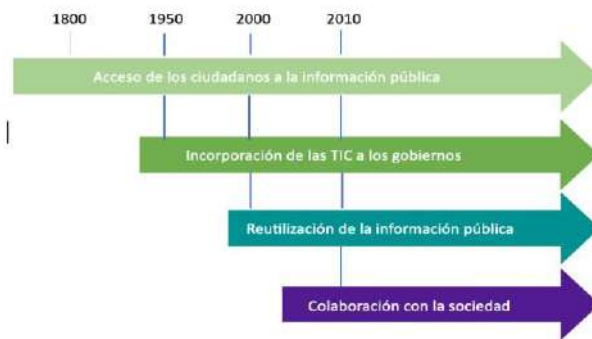 1800 1950 2000 2010
Acceso de los ciudadanos a la información pública
Incorporación de las TIC a los gobiernos
Reutilización de la información pública
Colaboración con la sociedad